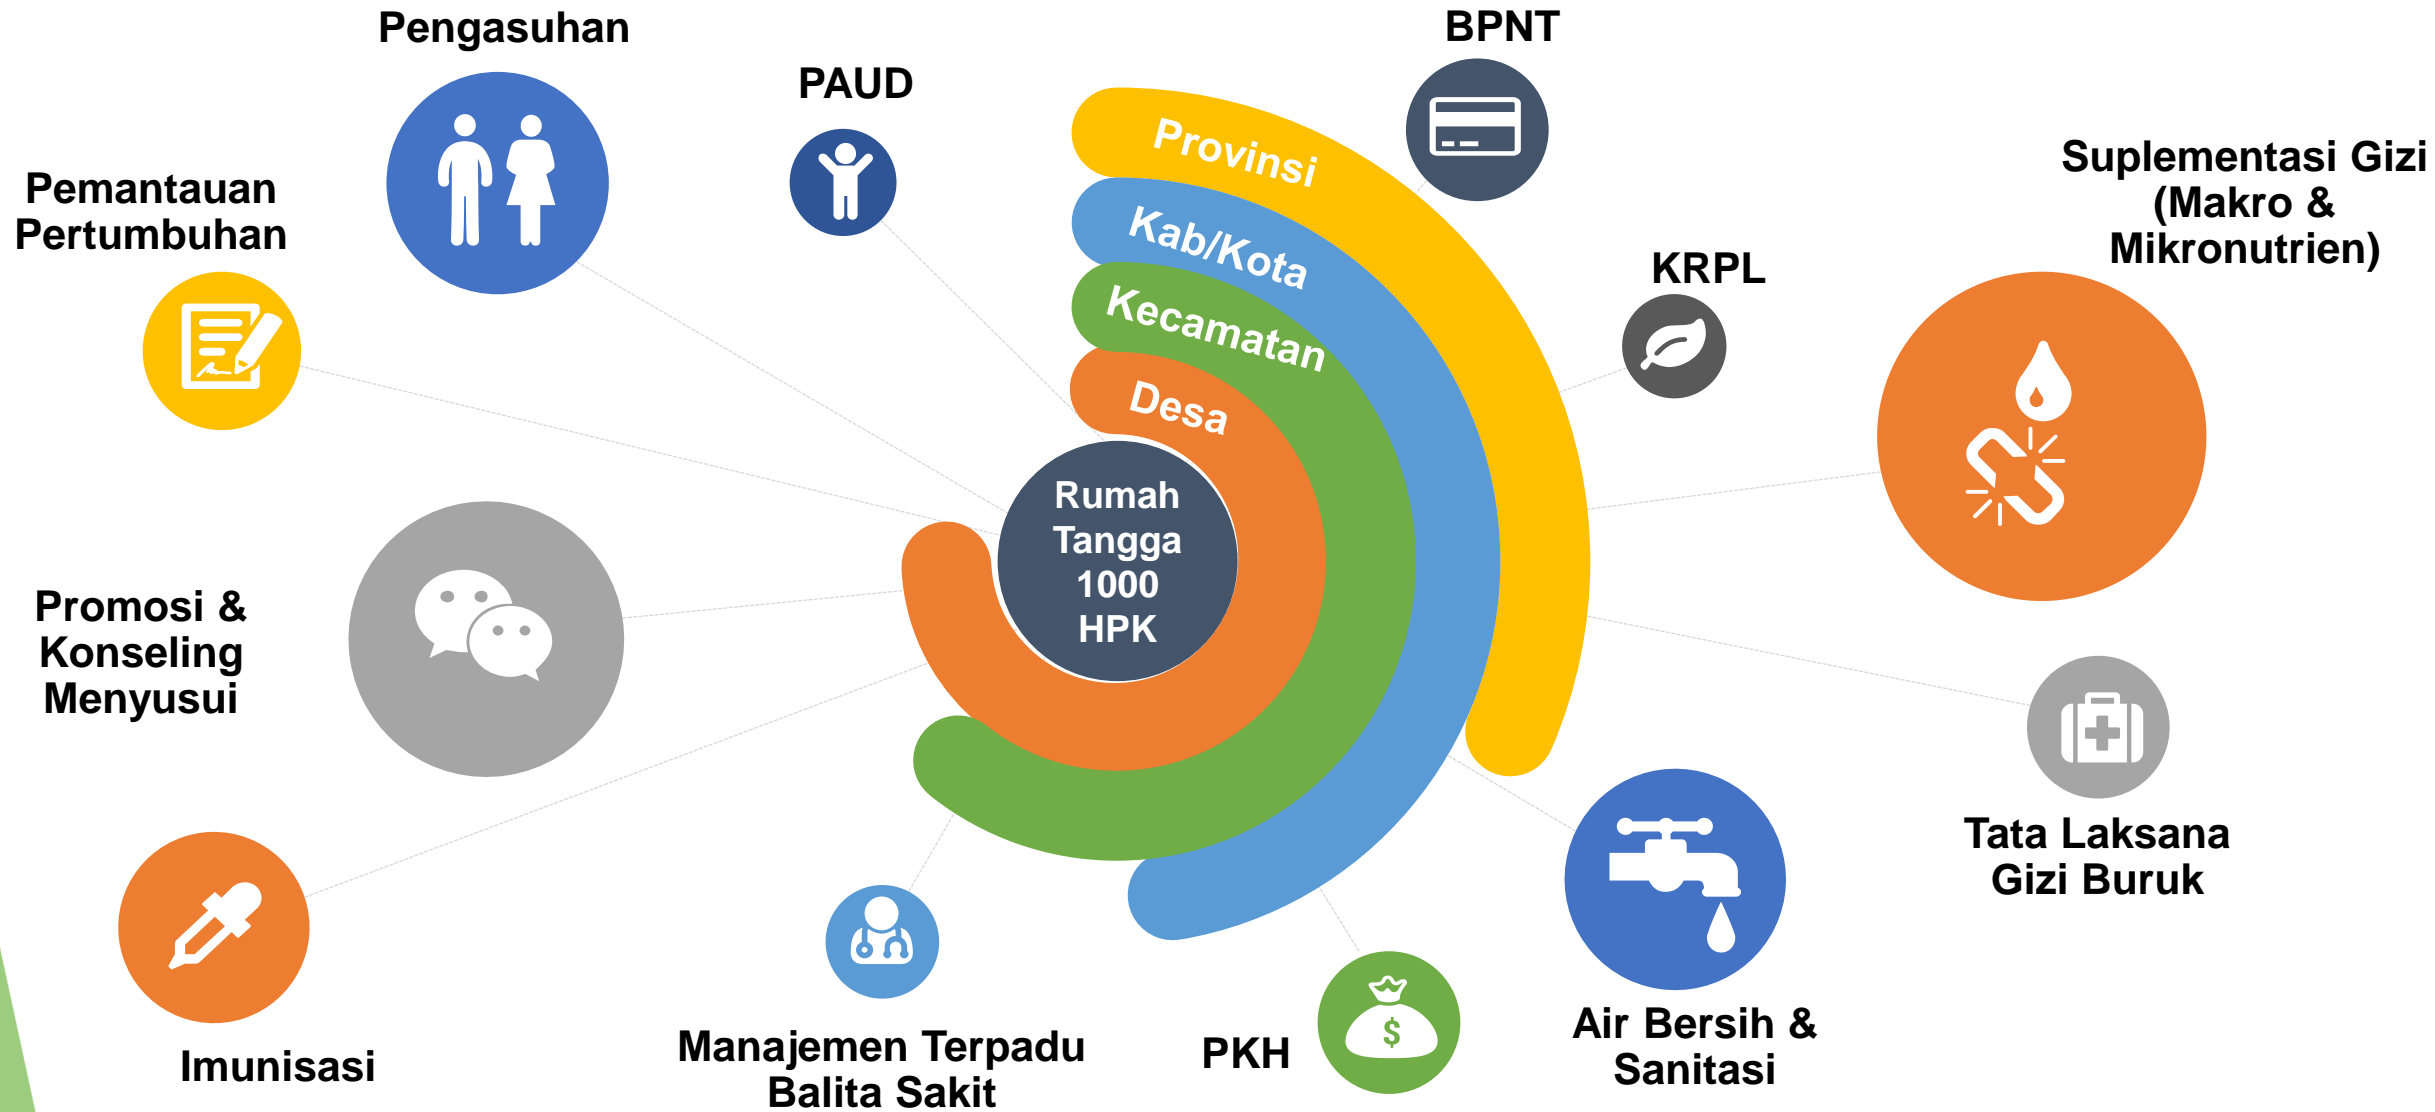 Pengasuhan
BPNT
PAUD
Provinsi
Suplementasi Gizi
(Makro &
Mikronutrien)
Pemantauan
Pertumbuhan
Kab/Kota
KRPL
Kecamatan
Desa
Rumah
Tangga
1000
HPK
Promosi &
Konseling
Menyusui
Tata Laksana
Gizi Buruk
$
Air Bersih &
Sanitasi
PKH
Manajemen Terpadu
Balita Sakit
Imunisasi